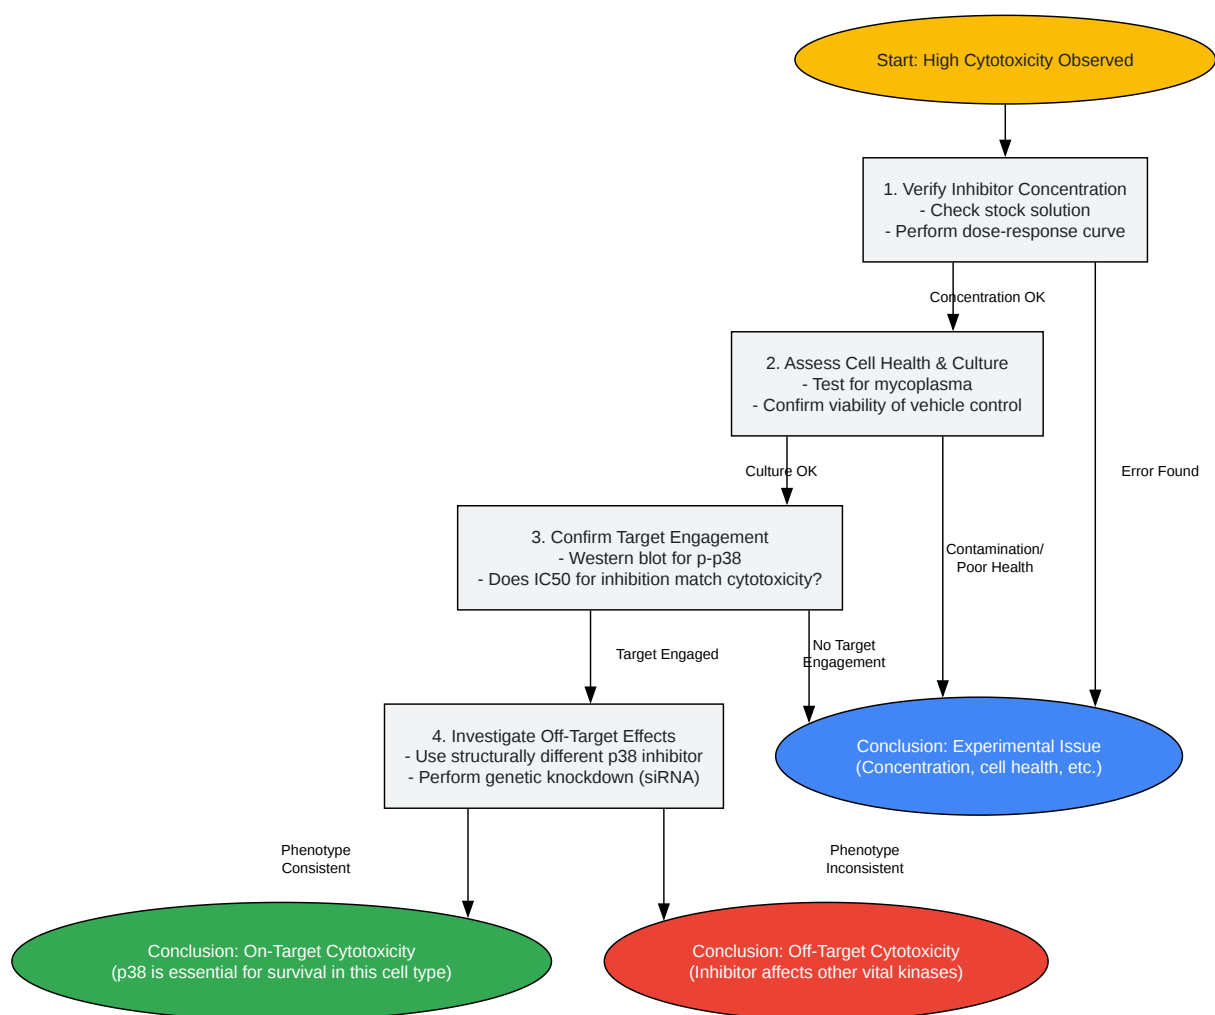 Start: High Cytotoxicity Observed
1. Verify Inhibitor Concentration
- Check stock solution
- Perform dose-response curve
Concentration OK
2. Assess Cell Health & Culture
- Test for mycoplasma
- Confirm viability of vehicle control
Culture OK
Error Found
3. Confirm Target Engagement
- Western blot for p-p38
- Does IC50 for inhibition match cytotoxicity?
Contamination/
Poor Health
Target Engaged
No Target
Engagement
4. Investigate Off-Target Effects
- Use structurally different p38 inhibitor
- Perform genetic knockdown (siRNA)
Conclusion: Experimental Issue
(Concentration, cell health, etc.)
Phenotype
Consistent
Phenotype
Inconsistent
Conclusion: On-Target Cytotoxicity
(p38 is essential for survival in this cell type)
Conclusion: Off-Target Cytotoxicity
(Inhibitor affects other vital kinases)